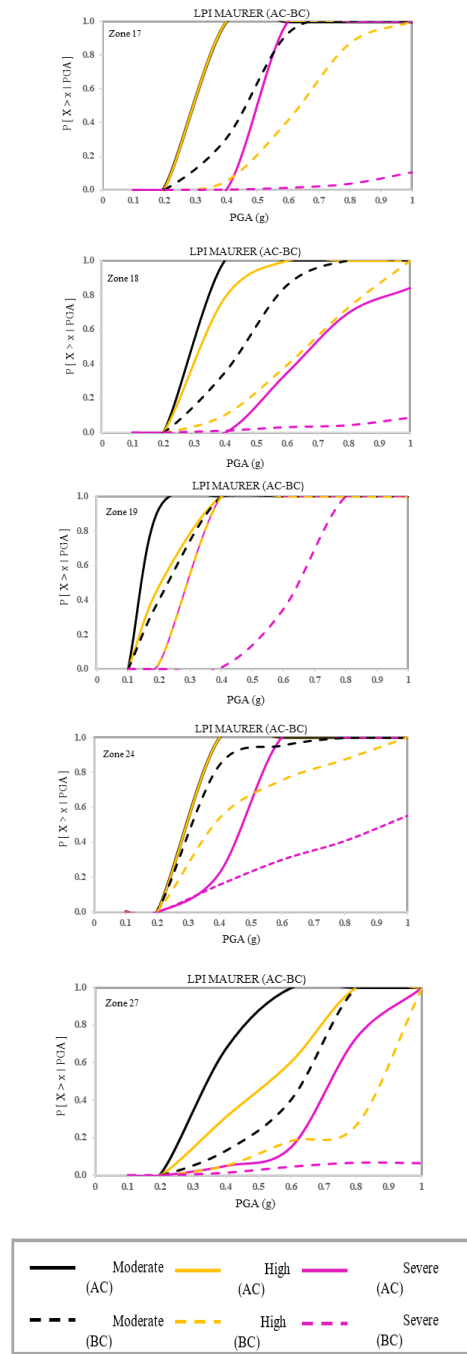 LPI MAURER (AC-BC)
Zone 17
P [ X > x | PGA ]
1.0
0.8
0.6
0.4
0.2
0.0
0 0.1 0.2 0.3 0.4 0.5 0.6 0.7 0.8 0.9 1
PGA (g)
LPI MAURER (AC-BC)
Zone 18
P [ X > x | PGA ]
1.0
0.8
0.6
0.4
0.2
0.0
0 0.1 0.2 0.3 0.4 0.5 0.6 0.7 0.8 0.9 1
PGA (g)
LPI MAURER (AC-BC)
Zone 19
P [ X > x | PGA ]
1.0
0.8
0.6
0.4
0.2
0.0
0 0.1 0.2 0.3 0.4 0.5 0.6 0.7 0.8 0.9 1
PGA (g)
LPI MAURER (AC-BC)
Zone 24
P [ X > x | PGA ]
1.0
0.8
0.6
0.4
0.2
0.0
0 0.1 0.2 0.3 0.4 0.5 0.6 0.7 0.8 0.9 1
PGA (g)
LPI MAURER (AC-BC)
Zone 27
P [ X > x | PGA ]
1.0
0.8
0.6
0.4
0.2
0.0
0 0.1 0.2 0.3 0.4 0.5 0.6 0.7 0.8 0.9 1
PGA (g)
Moderate High Severe
(AC) (AC) (AC)
Moderate High Severe
(BC) (BC) (BC)